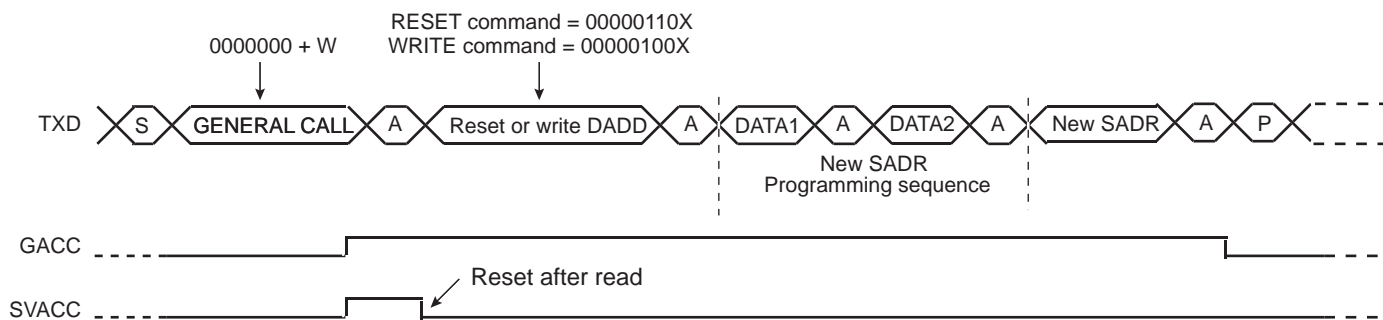 RESET command = 00000110X
0000000 + W
WRITE command = 00000100X
TXD S GENERAL CALL A Reset or write DADD A DATA1 A DATA2 A New SADR A P
New SADR
Programming sequence
GACC
Reset after read
SVACC